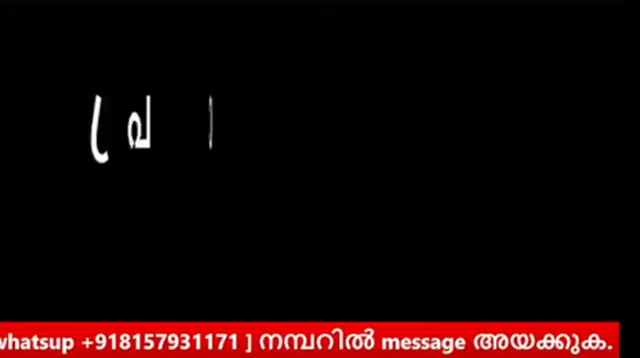 പ്ര
whatsup +918157931171 ] നമ്പറിൽ message അയക്കുക.